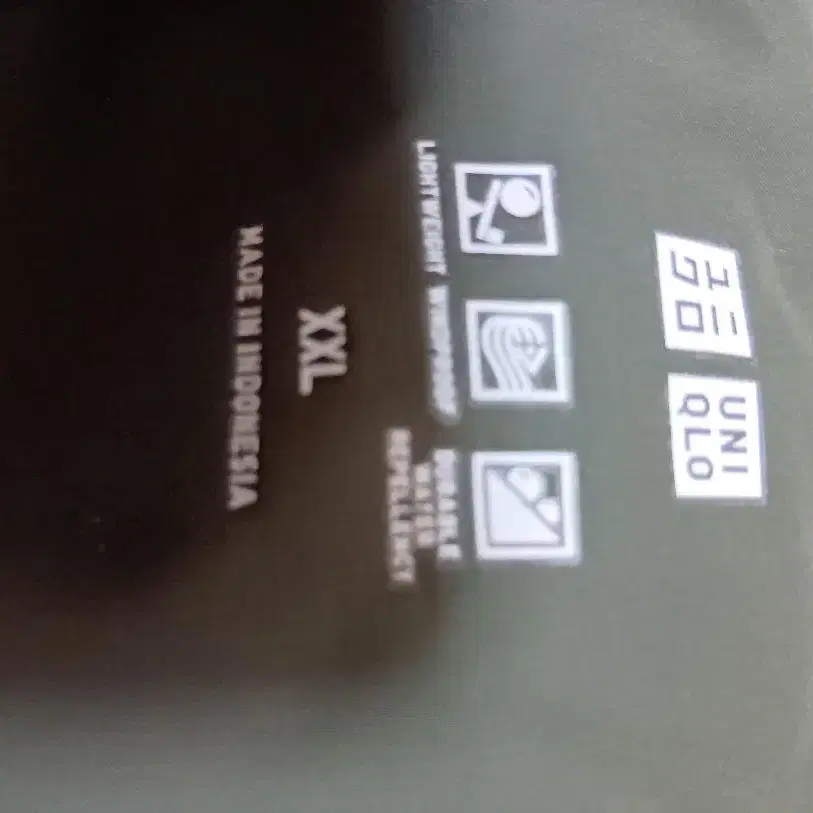 ユニ
クロ
UNI
QLO
LIGHTWEIGHT
WINDPROOF
DURABLE
WATER
REPELLENCY
XXL
MADE IN INDONESIA